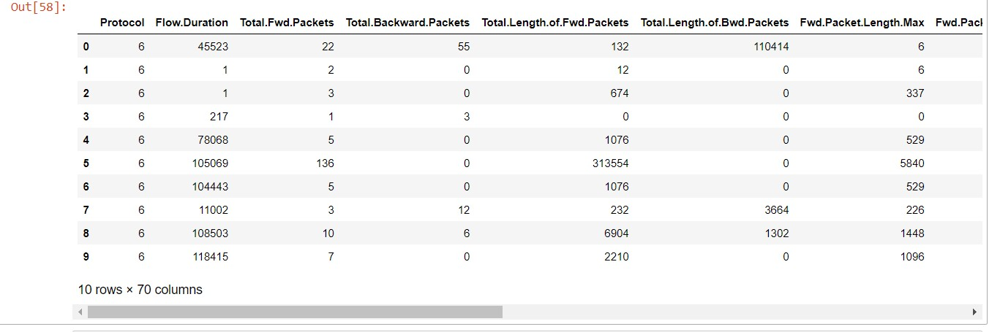 Out[58]:
Protocol Flow.Duration Total.Fwd.Packets Total.Backward.Packets Total.Length.of.Fwd.Packets Total.Length.of.Bwd.Packets Fwd.Packet.Length.Max Fwd.Pack
0 6 45523 22 55 132 110414 6
1 6 1 2 0 12 0 6
2 6 1 3 0 674 0 337
3 6 217 1 3 0 0 0
4 6 78068 5 0 1076 0 529
5 6 105069 136 0 313554 0 5840
6 6 104443 5 0 1076 0 529
7 6 11002 3 12 232 3664 226
8 6 108503 10 6 6904 1302 1448
9 6 118415 7 0 2210 0 1096
10 rows × 70 columns